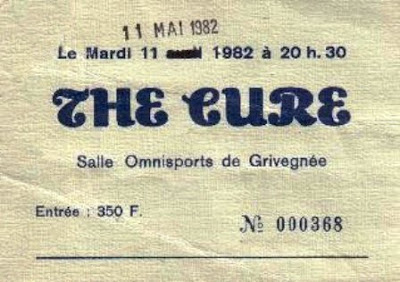 11 MAI 1982
Le Mardi 11 avril 1982 à 20 h. 30
THE CURE
Salle Omnisports de Grivegnée
Entrée : 350 F.
№ 000368